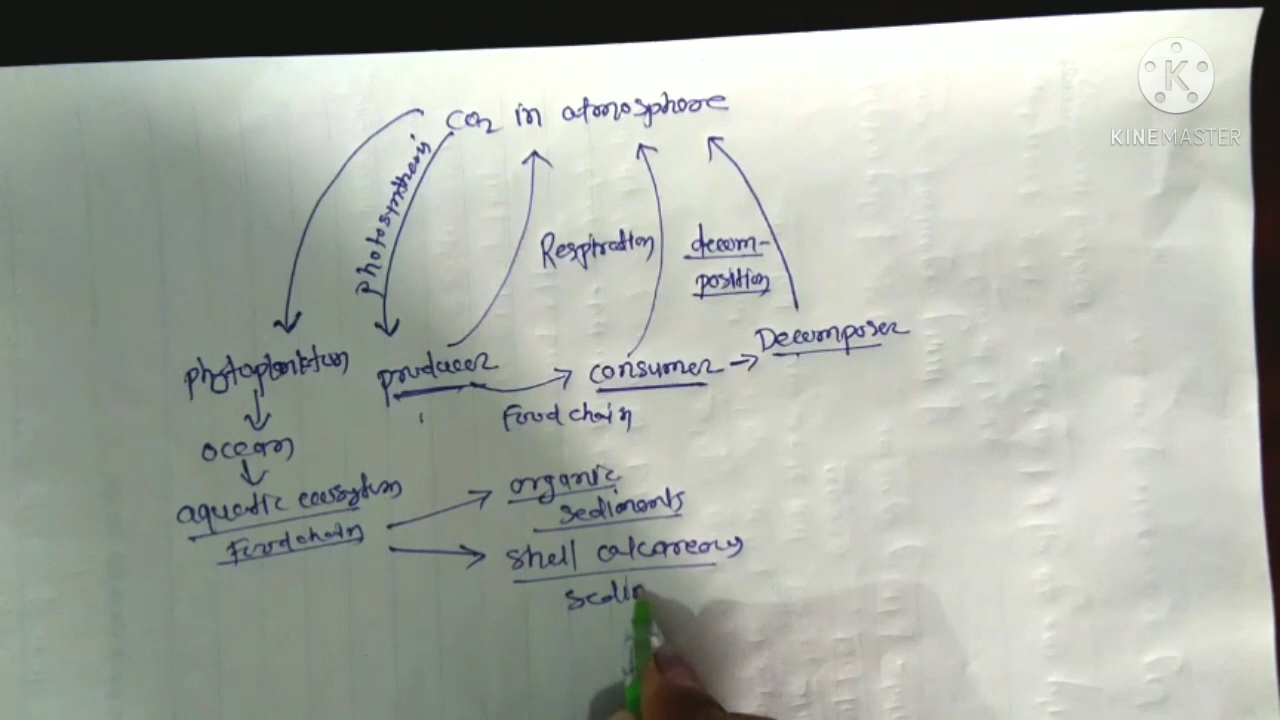 CO2 in atmosphere
Photosynthesis
Respiration
decom-
position
phytoplankton
producer
consumer
Decomposer
Food chain
ocean
aquatic ecosystem
Food chain
organic
sediments
shell calcareous
sedim
K
KINEMASTER